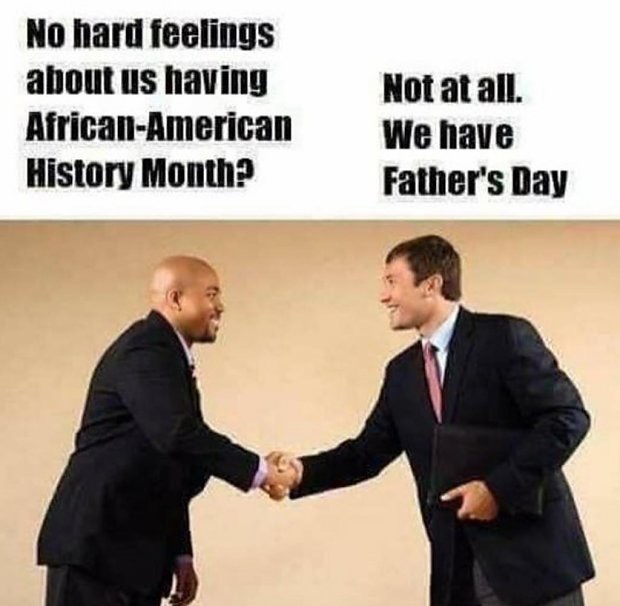 No hard feelings
about us having
African-American
History Month?
Not at all.
We have
Father's Day